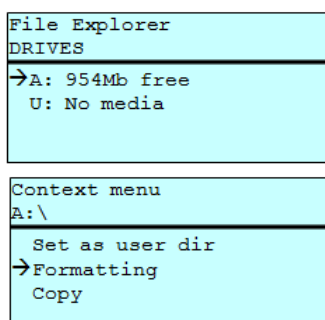 File Explorer
DRIVES
→A: 954Mb free
U: No media
Context menu
A:\
Set as user dir
→Formatting
Copy